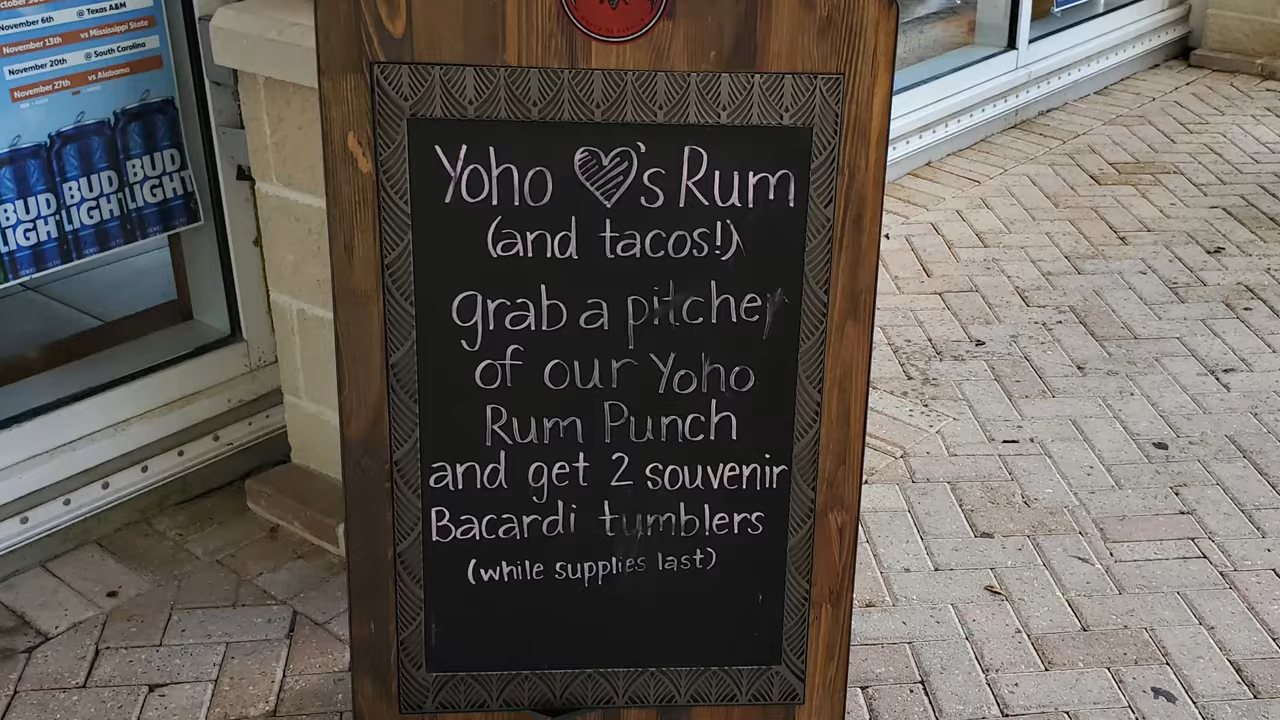 November 6th @ Texas A&M
November 13th vs Mississippi State
November 20th @ South Carolina
November 27th vs Alabama
BUD LIGHT
BUD LIGHT
BUD LIGHT
Yoho ♥'s Rum
(and tacos!)
grab a pitcher
of our Yoho
Rum Punch
and get 2 souvenir
Bacardi tumblers
(while supplies last)